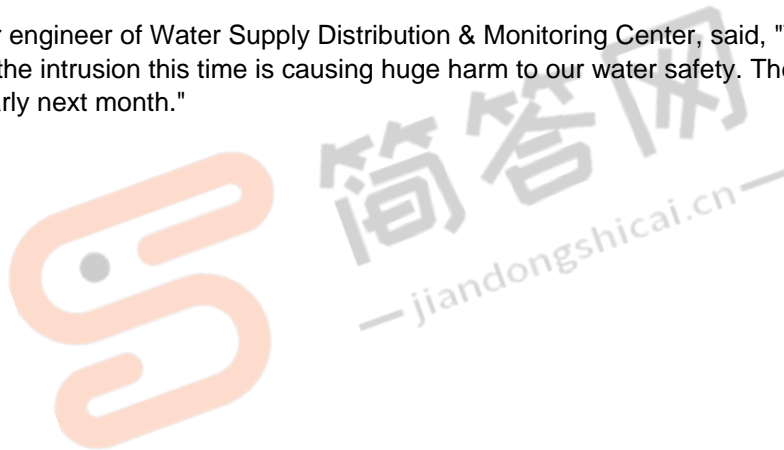 r engineer of Water Supply Distribution & Monitoring Center, said, "
the intrusion this time is causing huge harm to our water safety. The
rly next month."
简答网
jiandongshicai.cn